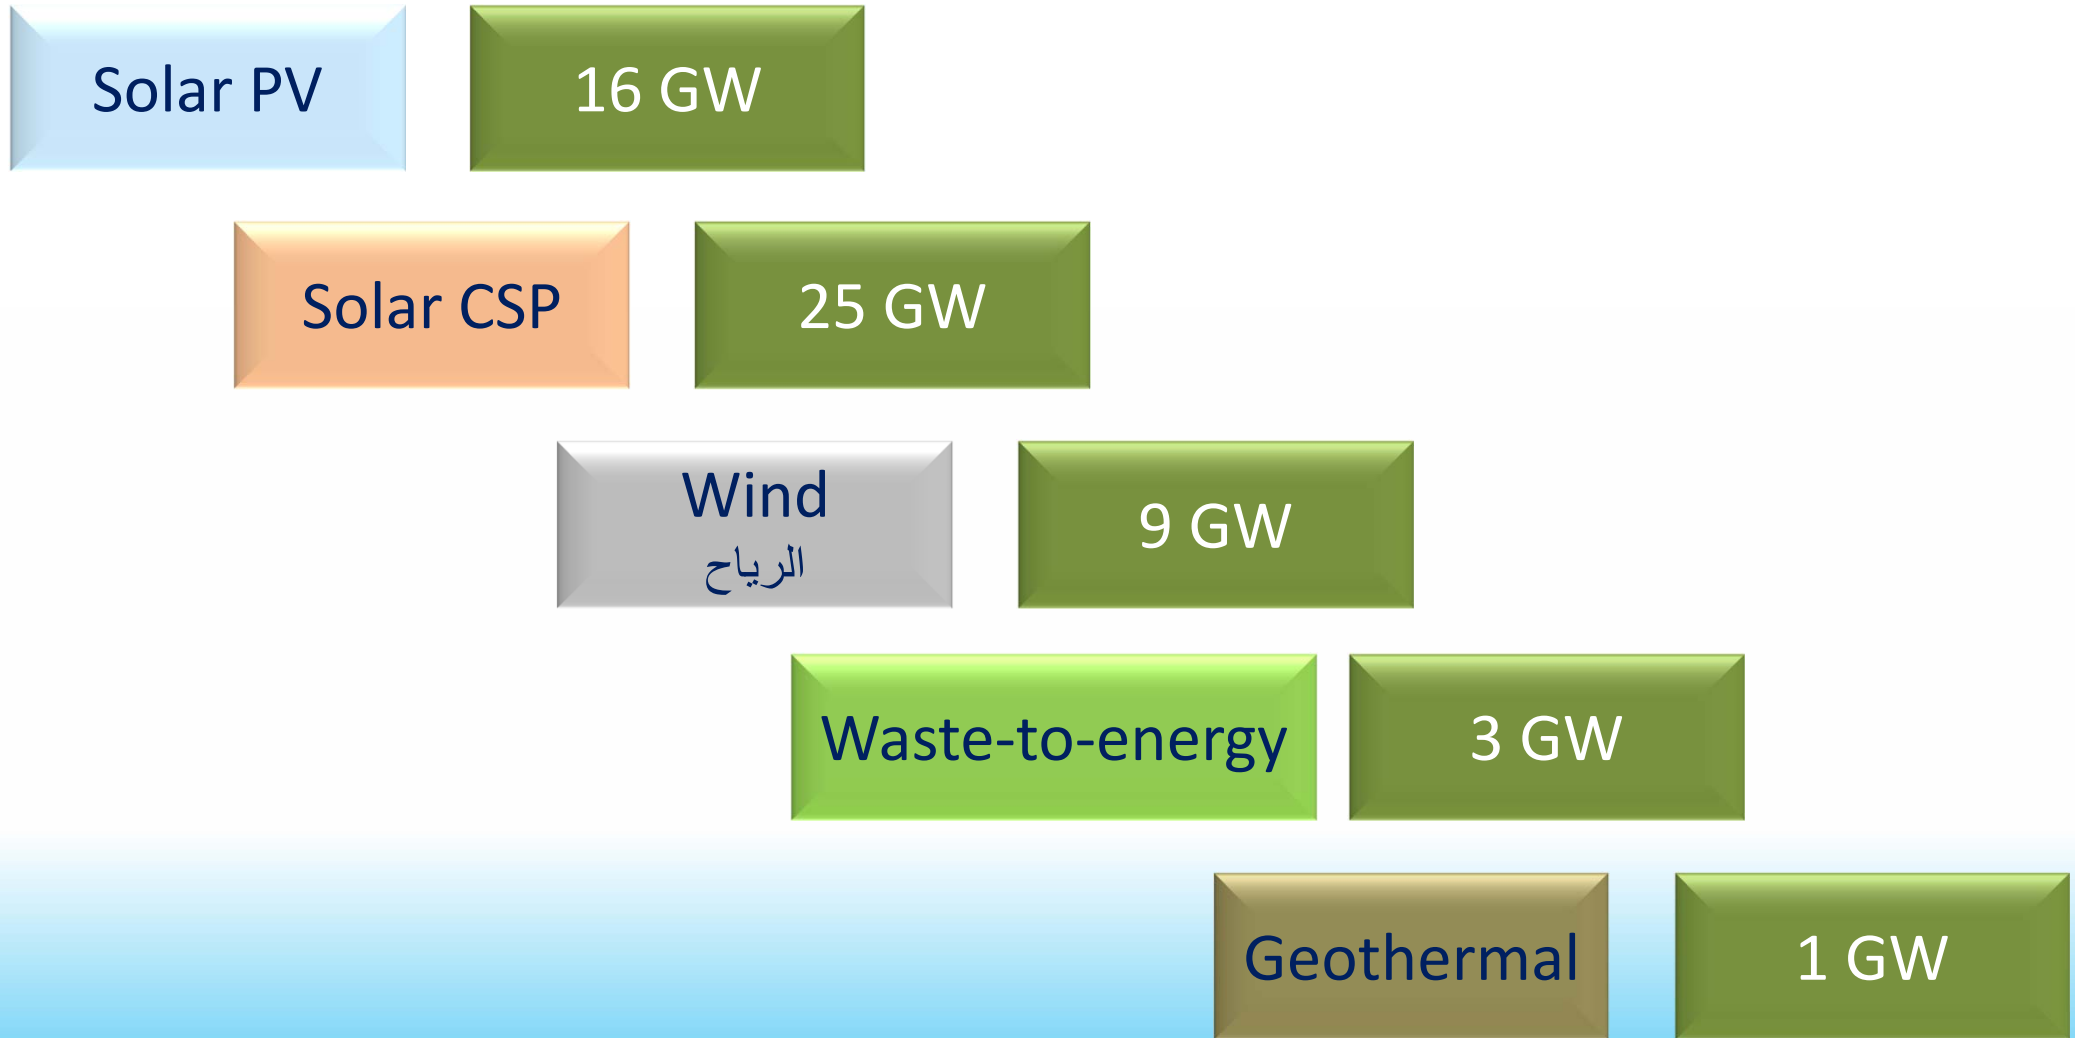 Solar PV
16 GW
Solar CSP
25 GW
Wind
الرياح
9 GW
Waste-to-energy
3 GW
Geothermal
1 GW